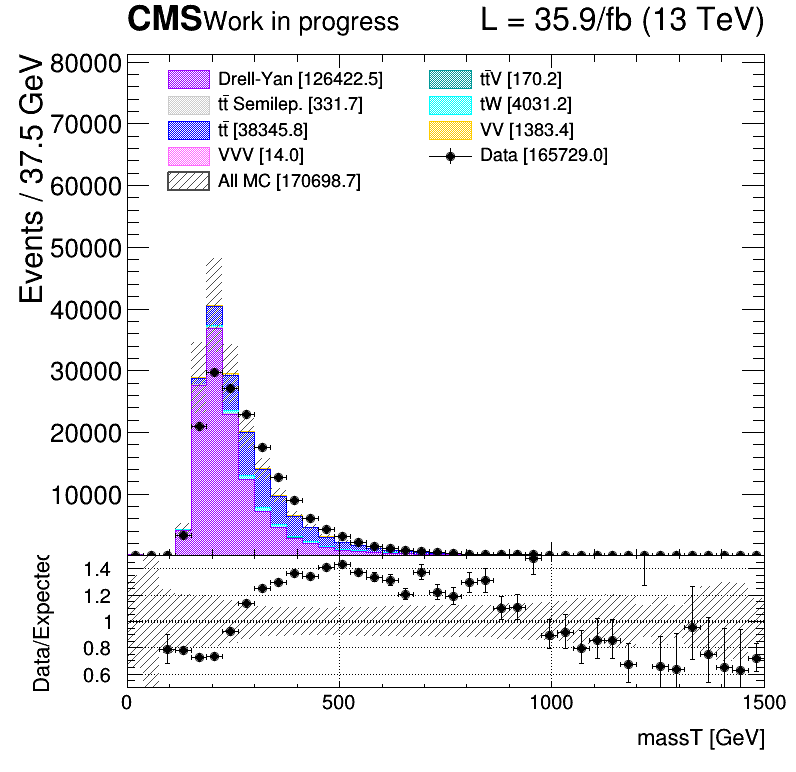 CMS Work in progress L = 35.9/fb (13 TeV)
Events / 37.5 GeV
80000
70000
60000
50000
40000
30000
20000
10000
Drell-Yan [126422.5]
tt̄ Semilep. [331.7]
tt̄ [38345.8]
VVV [14.0]
All MC [170698.7]
tt̄V [170.2]
tW [4031.2]
VV [1383.4]
Data [165729.0]
Data/Expected
1.4
1.2
1
0.8
0.6
0 500 1000 1500
massT [GeV]